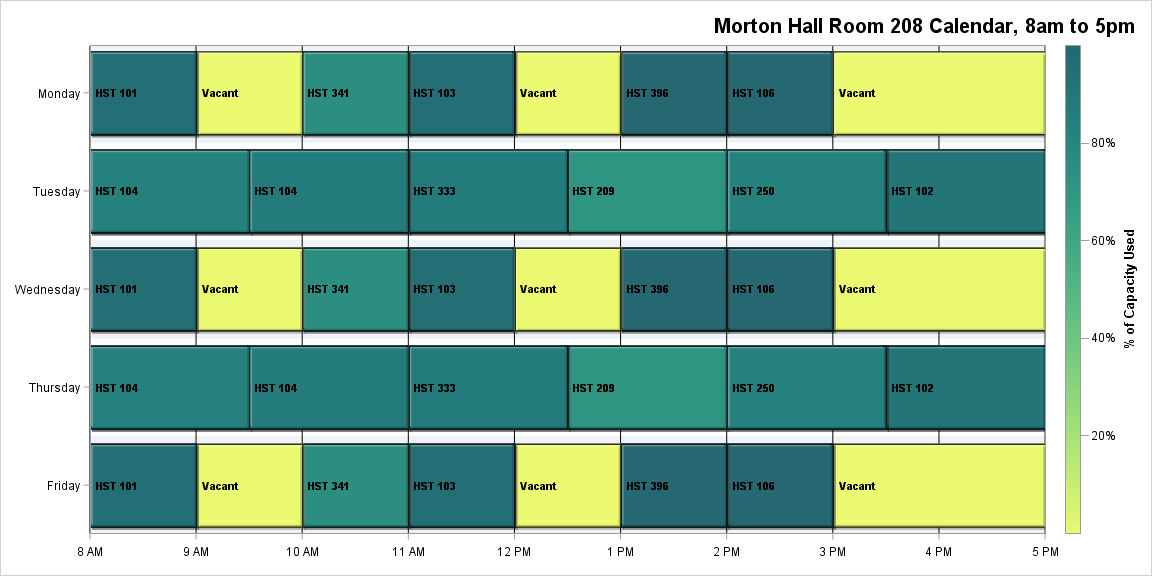 Morton Hall Room 208 Calendar, 8am to 5pm
Monday HST 101 Vacant HST 341 HST 103 Vacant HST 396 HST 106 Vacant
Tuesday HST 104 HST 104 HST 333 HST 209 HST 250 HST 102
Wednesday HST 101 Vacant HST 341 HST 103 Vacant HST 396 HST 106 Vacant
Thursday HST 104 HST 104 HST 333 HST 209 HST 250 HST 102
Friday HST 101 Vacant HST 341 HST 103 Vacant HST 396 HST 106 Vacant
8 AM 9 AM 10 AM 11 AM 12 PM 1 PM 2 PM 3 PM 4 PM 5 PM
80%
60%
40%
20%
% of Capacity Used